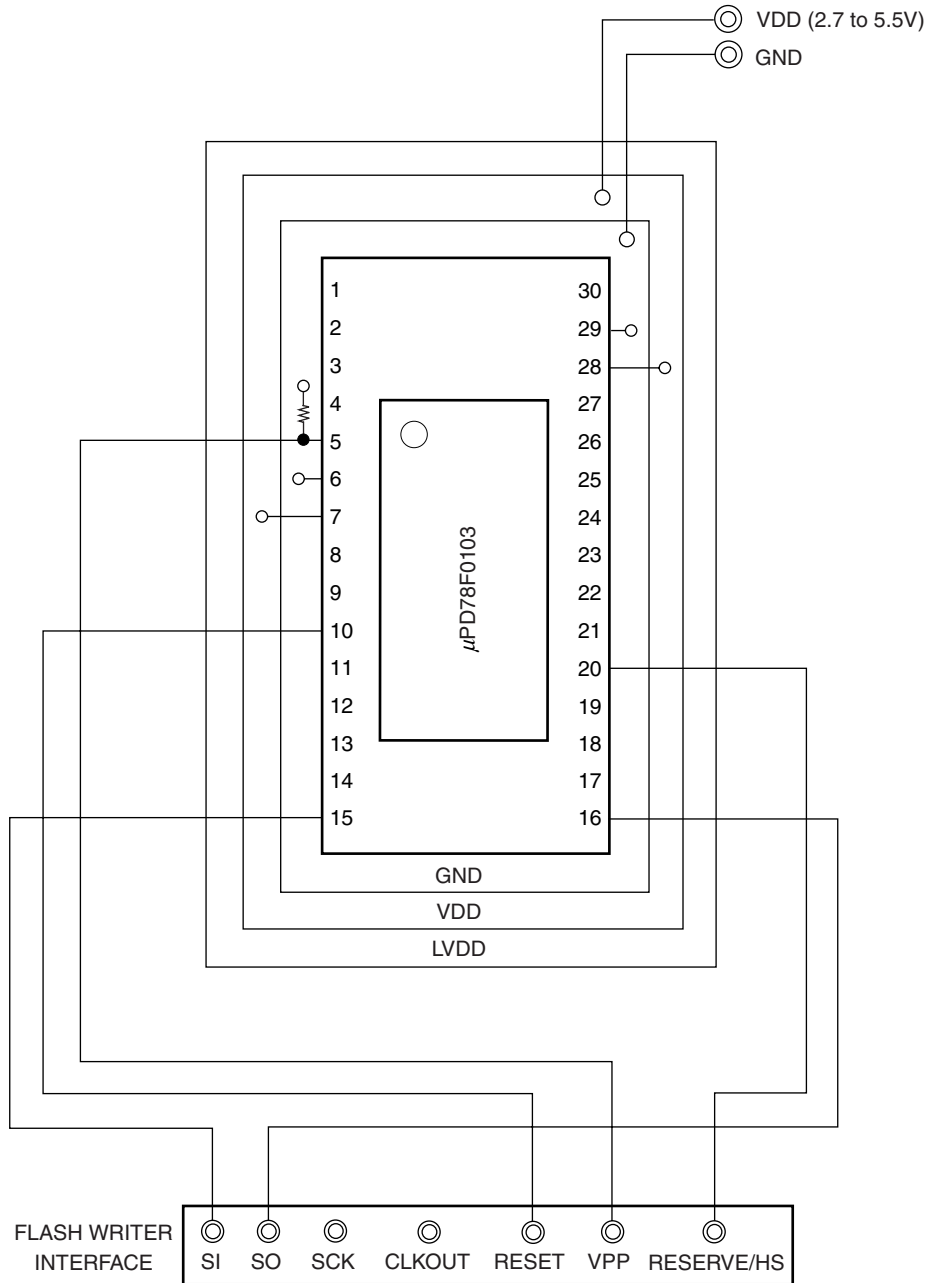 VDD (2.7 to 5.5V)
GND
1 30
2 29
3 28
4 27
5 26
6 25
7 24
8 23
9 22
10 21
11 20
12 19
13 18
14 17
15 16
μPD78F0103
GND
VDD
LVDD
FLASH WRITER
INTERFACE
SI SO SCK CLKOUT RESET VPP RESERVE/HS